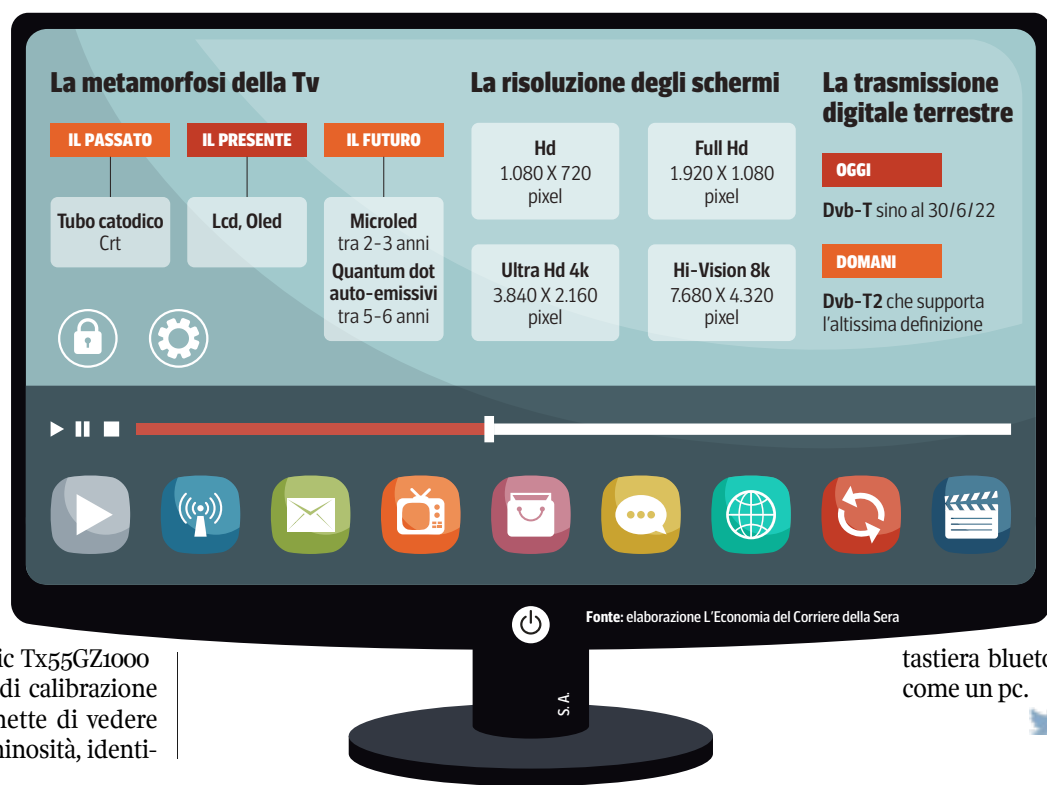 La metamorfosi della Tv
IL PASSATO
Tubo catodico
Crt
IL PRESENTE
Lcd, Oled
IL FUTURO
Microled
tra 2-3 anni
Quantum dot
auto-emissivi
tra 5-6 anni
La risoluzione degli schermi
Hd
1.080 X 720
pixel
Full Hd
1.920 X 1.080
pixel
Ultra Hd 4k
3.840 X 2.160
pixel
Hi-Vision 8k
7.680 X 4.320
pixel
La trasmissione
digitale terrestre
OGGI
Dvb-T sino al 30/6/22
DOMANI
Dvb-T2 che supporta
l'altissima definizione
Fonte: elaborazione L'Economia del Corriere della Sera
S. A.
ic Tx55GZ1000
di calibrazione
nette di vedere
ninosità, identi-
tastiera blueto
come un pc.